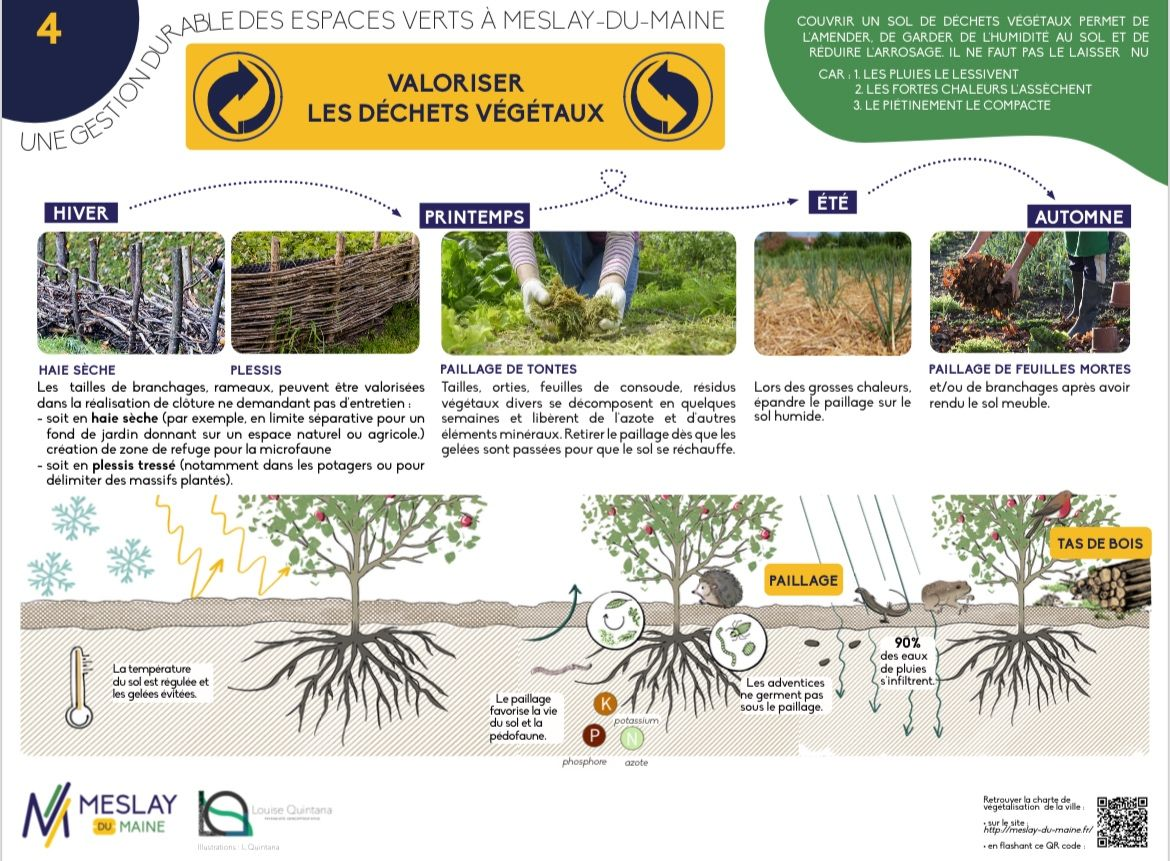 4
UNE GESTION DURABLE DES ESPACES VERTS À MESLAY-DU-MAINE
VALORISER
LES DÉCHETS VÉGÉTAUX
COUVRIR UN SOL DE DÉCHETS VÉGÉTAUX PERMET DE
L'AMENDER, DE GARDER DE L'HUMIDITÉ AU SOL ET DE
RÉDUIRE L'ARROSAGE. IL NE FAUT PAS LE LAISSER NU
CAR : 1. LES PLUIES LE LESSIVENT
2. LES FORTES CHALEURS L'ASSÈCHENT
3. LE PIÉTINEMENT LE COMPACTE
HIVER
PRINTEMPS
ÉTÉ
AUTOMNE
HAIE SÈCHE
PLESSIS
Les tailles de branchages, rameaux, peuvent être valorisées
dans la réalisation de clôture ne demandant pas d'entretien :
- soit en haie sèche (par exemple, en limite séparative pour un
fond de jardin donnant sur un espace naturel ou agricole.)
création de zone de refuge pour la microfaune
- soit en plessis tressé (notamment dans les potagers ou pour
délimiter des massifs plantés).
PAILLAGE DE TONTES
Tailles, orties, feuilles de consoude, résidus
végétaux divers se décomposent en quelques
semaines et libèrent de l'azote et d'autres
éléments minéraux. Retirer le paillage dès que les
gelées sont passées pour que le sol se réchauffe.
Lors des grosses chaleurs,
épandre le paillage sur le
sol humide.
PAILLAGE DE FEUILLES MORTES
et/ou de branchages après avoir
rendu le sol meuble.
TAS DE BOIS
PAILLAGE
La température
du sol est régulée et
les gelées évitées.
Le paillage
favorise la vie
du sol et la
pédofaune.
K
potassium
P
phosphore
N
azote
Les adventices
ne germent pas
sous le paillage.
90%
des eaux
de pluies
s'infiltrent.
MESLAY
DU MAINE
Louise Quintana
Illustrations : L.Quintana
Retrouver la charte de
végétalisation de la ville :
• sur le site :
http://meslay-du-maine.fr/
• en flashant ce QR code :